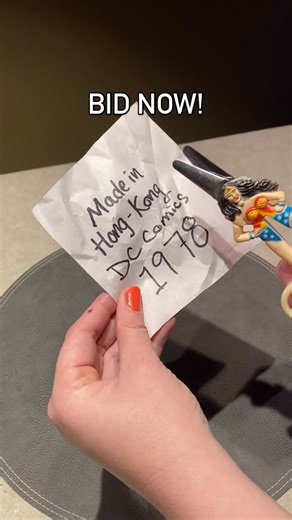 BID NOW!
Made in
Hong-Kong
DC Comics
1978